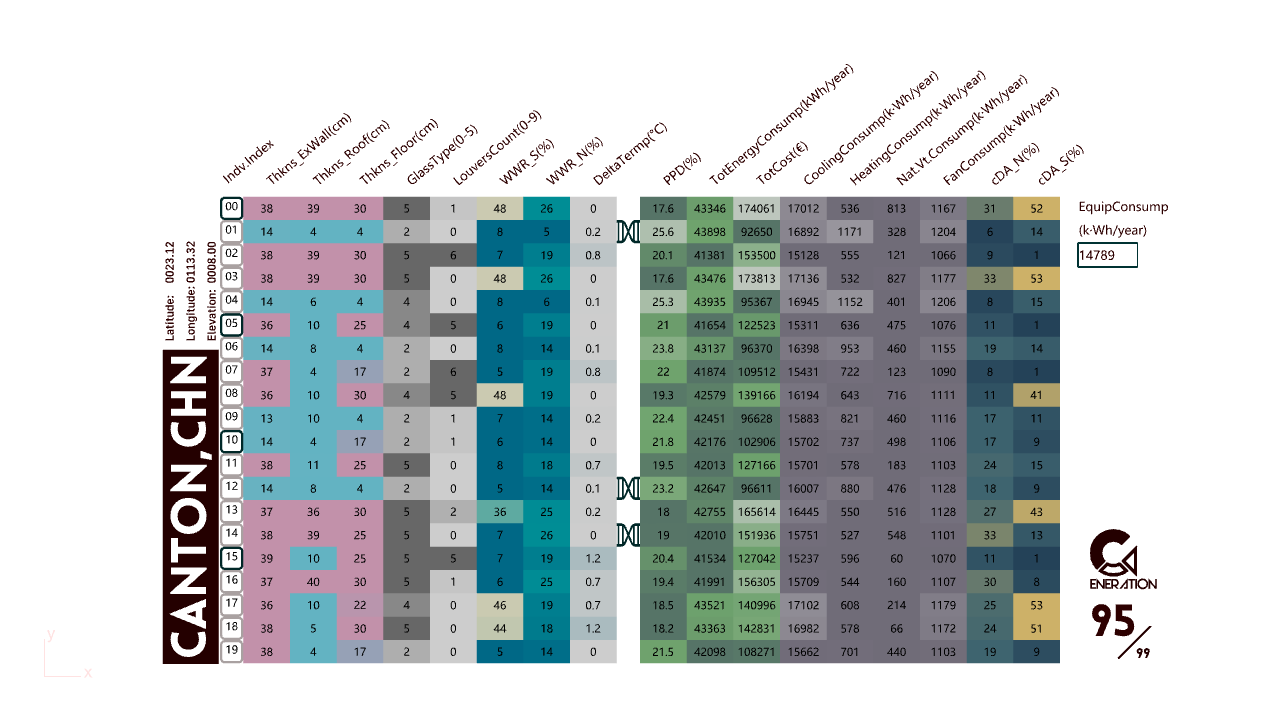 Indv.Index Thkns_ExWall(cm) Thkns_Roof(cm) Thkns_Floor(cm) GlassType(0-5) LouversCount(0-9) WWR_S(%) WWR_N(%) DeltaTermp(°C) PPD(%) TotEnergyConsump(kWh/year) TotCost(€) CoolingConsump(k·Wh/year) HeatingConsump(k·Wh/year) Nat.Vt.Consump(k·Wh/year) FanConsump(k·Wh/year) cDA_N(%) cDA_S(%)
00 38 39 30 5 1 48 26 0 17.6 43346 174061 17012 536 813 1167 31 52
01 14 4 4 2 0 8 5 0.2 25.6 43898 92650 16892 1171 328 1204 6 14
02 38 39 30 5 6 7 19 0.8 20.1 41381 153500 15128 555 121 1066 9 1
03 38 39 30 5 0 48 26 0 17.6 43476 173813 17136 532 827 1177 33 53
04 14 6 4 4 0 8 6 0.1 25.3 43935 95367 16945 1152 401 1206 8 15
05 36 10 25 4 5 6 19 0 21 41654 122523 15311 636 475 1076 11 1
06 14 8 4 2 0 8 14 0.1 23.8 43137 96370 16398 953 460 1155 19 14
07 37 4 17 2 6 5 19 0.8 22 41874 109512 15431 722 123 1090 8 1
08 36 10 30 4 5 48 19 0 19.3 42579 139166 16194 643 716 1111 11 41
09 13 10 4 2 1 7 14 0.2 22.4 42451 96628 15883 821 460 1116 17 11
10 14 4 17 2 1 6 14 0 21.8 42176 102906 15702 737 498 1106 17 9
11 38 11 25 5 0 8 18 0.7 19.5 42013 127166 15701 578 183 1103 24 15
12 14 8 4 2 0 5 14 0.1 23.2 42647 96611 16007 880 476 1128 18 9
13 37 36 30 5 2 36 25 0.2 18 42755 165614 16445 550 516 1128 27 43
14 38 39 25 5 0 7 26 0 19 42010 151936 15751 527 548 1101 33 13
15 39 10 25 5 5 7 19 1.2 20.4 41534 127042 15237 596 60 1070 11 1
16 37 40 30 5 1 6 25 0.7 19.4 41991 156305 15709 544 160 1107 30 8
17 36 10 22 4 0 46 19 0.7 18.5 43521 140996 17102 608 214 1179 25 53
18 38 5 30 5 0 44 18 1.2 18.2 43363 142831 16982 578 66 1172 24 51
19 38 4 17 2 0 5 14 0 21.5 42098 108271 15662 701 440 1103 19 9
Latitude: 0023.12
Longitude: 0113.32
Elevation: 0008.00
CANTON,CHN
EquipConsump
(k·Wh/year)
14789
ENERATION
95/99
y
x